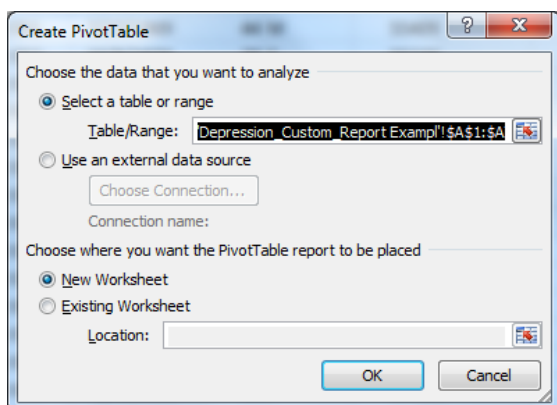 Create PivotTable
?
Choose the data that you want to analyze
Select a table or range
Table/Range: 'Depression_Custom_Report Exampl'!$A$1:$A
Use an external data source
Choose Connection...
Connection name:
Choose where you want the PivotTable report to be placed
New Worksheet
Existing Worksheet
Location:
OK Cancel